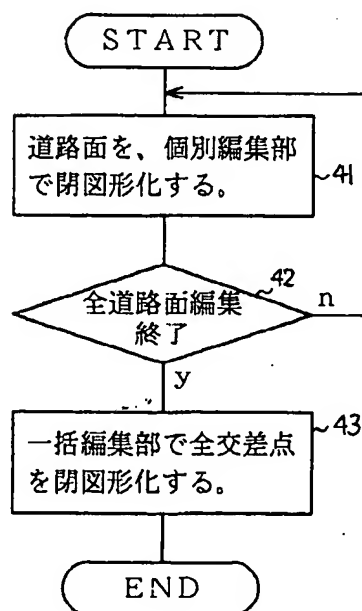 START
道路面を、個別編集部
で閉図形化する。
41
42
全道路面編集
終了
n
y
43
一括編集部で全交差点
を閉図形化する。
END